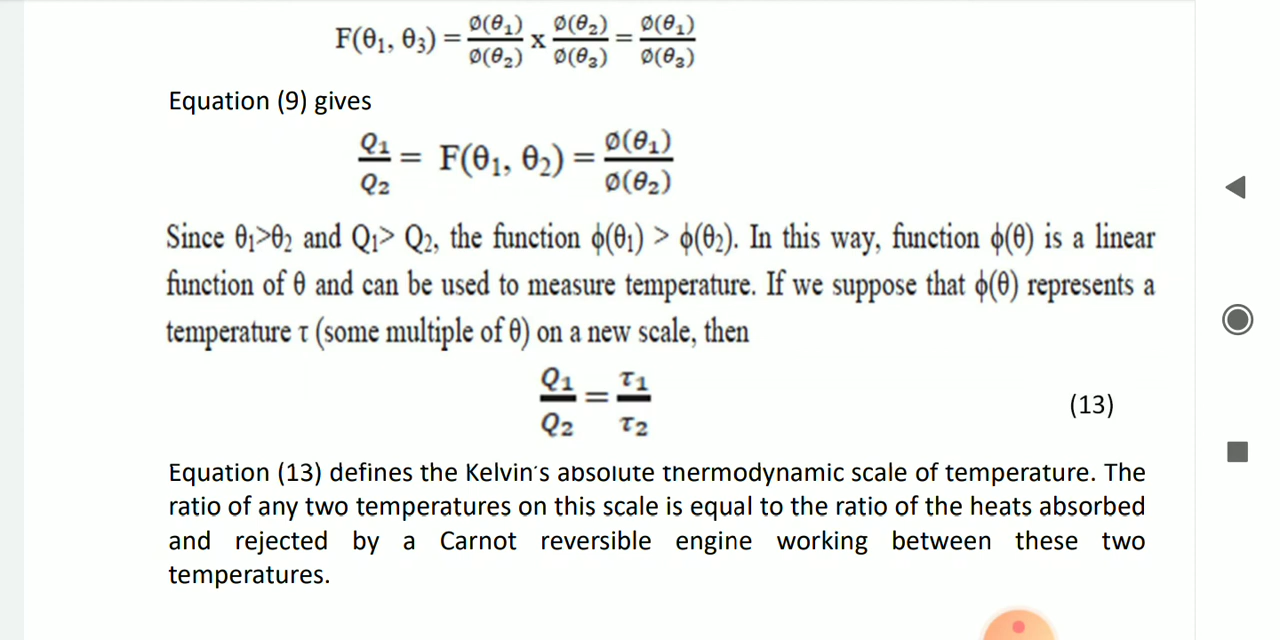 F(θ₁, θ₃) = Ø(θ₁)/Ø(θ₂) x Ø(θ₂)/Ø(θ₃) = Ø(θ₁)/Ø(θ₃)
Equation (9) gives
Q₁/Q₂ = F(θ₁, θ₂) = Ø(θ₁)/Ø(θ₂)
Since θ₁>θ₂ and Q₁> Q₂, the function ϕ(θ₁) > ϕ(θ₂). In this way, function ϕ(θ) is a linear
function of θ and can be used to measure temperature. If we suppose that ϕ(θ) represents a
temperature τ (some multiple of θ) on a new scale, then
Q₁/Q₂ = τ₁/τ₂ (13)
Equation (13) defines the Kelvin's absolute thermodynamic scale of temperature. The
ratio of any two temperatures on this scale is equal to the ratio of the heats absorbed
and rejected by a Carnot reversible engine working between these two
temperatures.